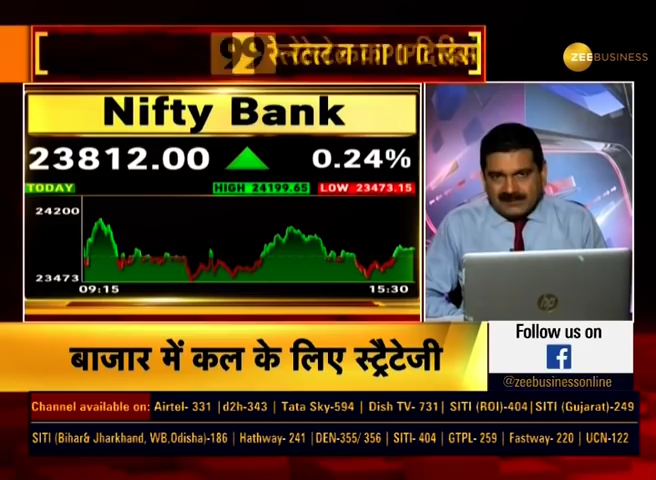 ZEE BUSINESS
Nifty Bank
23812.00 0.24%
TODAY HIGH 24199.65 LOW 23473.15
24200
23473
09:15 15:30
hp
बाजार में कल के लिए स्ट्रैटेजी
Follow us on
@zeebusinessonline
Channel available on: Airtel- 331 |d2h-343 | Tata Sky-594 | Dish TV- 731| SITI (ROI)-404| SITI (Gujarat)-249
SITI (Bihar& Jharkhand, WB,Odisha)-186 | Hathway- 241 |DEN-355/ 356 | SITI- 404 | GTPL- 259 | Fastway- 220 | UCN-122